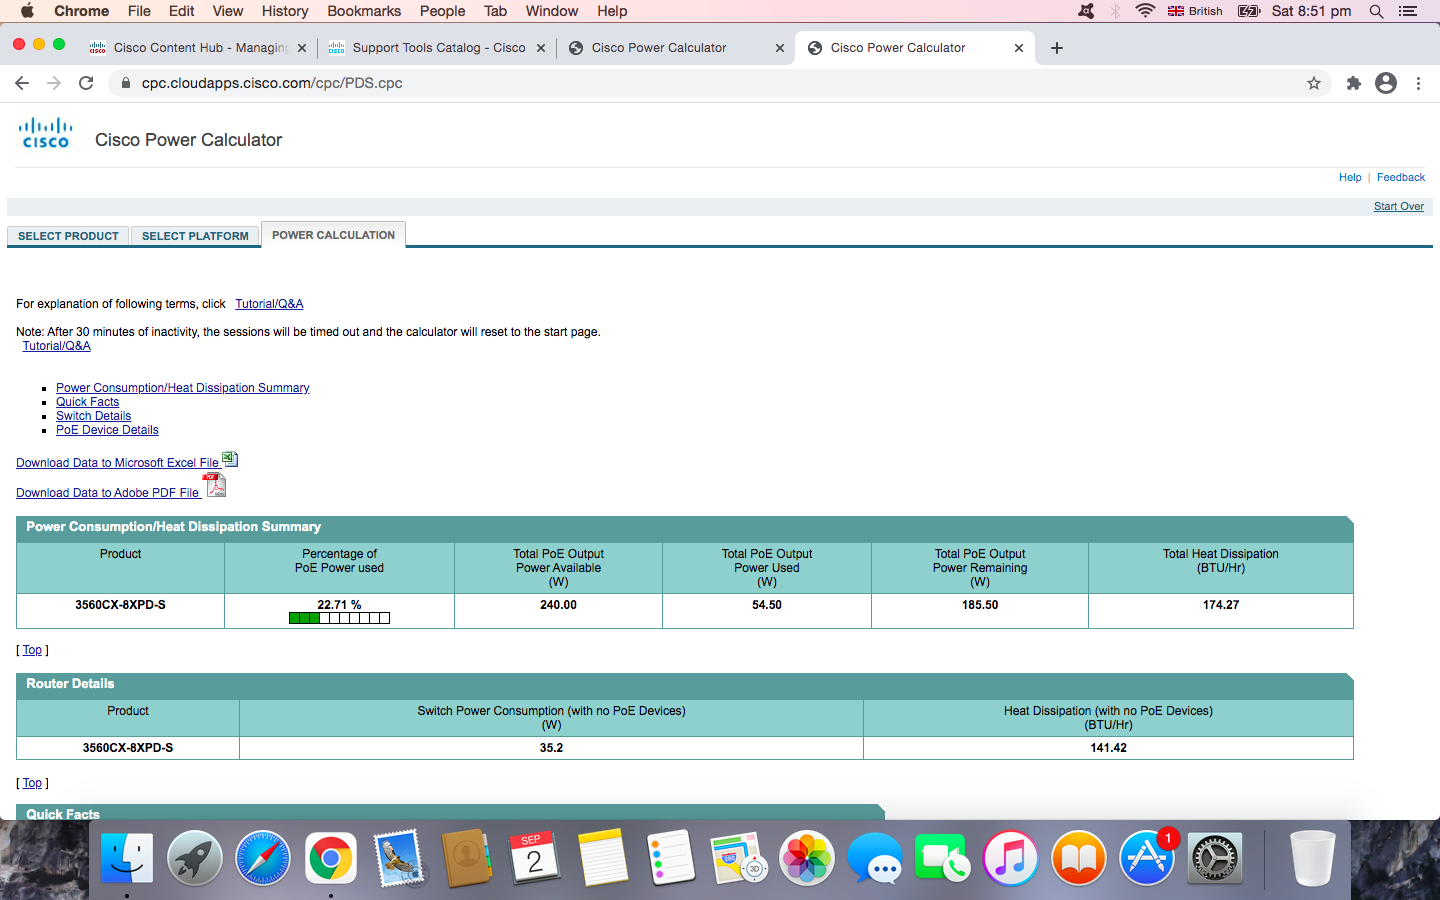 Chrome File Edit View History Bookmarks People Tab Window Help British Sat 8:51 pm
Cisco Content Hub - Managing Support Tools Catalog - Cisco Cisco Power Calculator Cisco Power Calculator
cpc.cloudapps.cisco.com/cpc/PDS.cpc
CISCO Cisco Power Calculator
Help | Feedback
Start Over
SELECT PRODUCT SELECT PLATFORM POWER CALCULATION
For explanation of following terms, click Tutorial/Q&A
Note: After 30 minutes of inactivity, the sessions will be timed out and the calculator will reset to the start page.
Tutorial/Q&A
Power Consumption/Heat Dissipation Summary
Quick Facts
Switch Details
PoE Device Details
Download Data to Microsoft Excel File
Download Data to Adobe PDF File
Power Consumption/Heat Dissipation Summary
Product Percentage of Total PoE Output Total PoE Output Total PoE Output Total Heat Dissipation
PoE Power used Power Available Power Used Power Remaining (BTU/Hr)
(W) (W) (W)
3560CX-8XPD-S 22.71 % 240.00 54.50 185.50 174.27
[ Top ]
Router Details
Product Switch Power Consumption (with no PoE Devices) Heat Dissipation (with no PoE Devices)
(W) (BTU/Hr)
3560CX-8XPD-S 35.2 141.42
[ Top ]
Quick Facts
SEP
2
280
3D
1